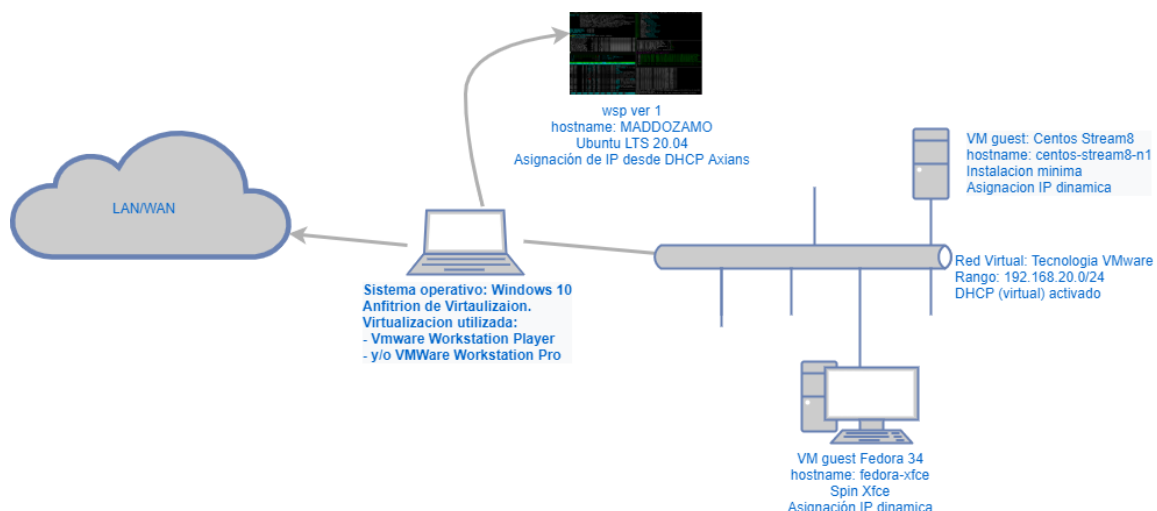 wsp ver 1
hostname: MADDOZAMO
Ubuntu LTS 20.04
Asignación de IP desde DHCP Axians
VM guest: Centos Stream8
hostname: centos-stream8-n1
Instalacion minima
Asignacion IP dinamica
LAN/WAN
Red Virtual: Tecnologia VMware
Rango: 192.168.20.0/24
DHCP (virtual) activado
Sistema operativo: Windows 10
Anfitrion de Virtaulizaion.
Virtualizacion utilizada:
- Vmware Workstation Player
- y/o VMWare Workstation Pro
VM guest Fedora 34
hostname: fedora-xfce
Spin Xfce
Asignación IP dinamica